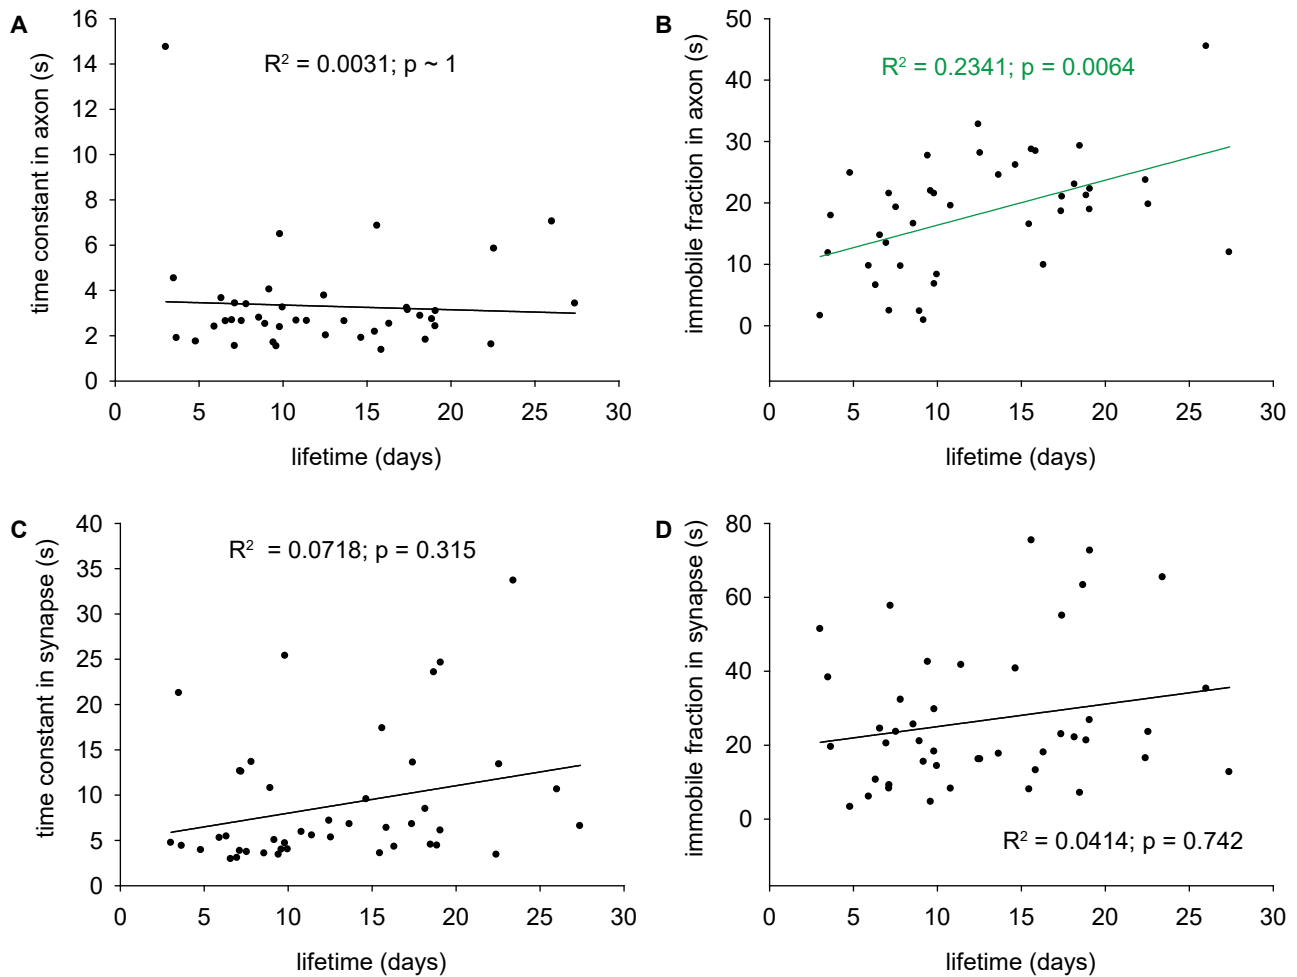 A
time constant in axon (s)
16
14
12
10
8
6
4
2
0
R² = 0.0031; p ~ 1
0 5 10 15 20 25 30
lifetime (days)
B
immobile fraction in axon (s)
50
40
30
20
10
0
R² = 0.2341; p = 0.0064
0 5 10 15 20 25 30
lifetime (days)
C
time constant in synapse (s)
40
35
30
25
20
15
10
5
0
R² = 0.0718; p = 0.315
0 5 10 15 20 25 30
lifetime (days)
D
immobile fraction in synapse (s)
80
60
40
20
0
R² = 0.0414; p = 0.742
0 5 10 15 20 25 30
lifetime (days)